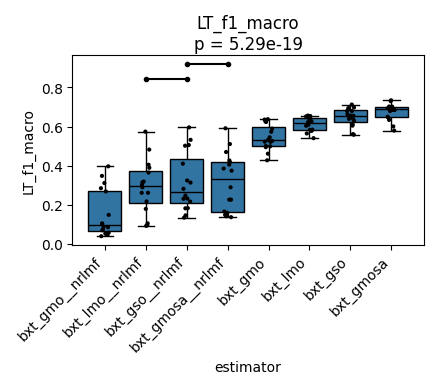 LT_f1_macro
p = 5.29e-19
LT_f1_macro
0.8
0.6
0.4
0.2
0.0
bxt_gmo__nrlmf
bxt_lmo__nrlmf
bxt_gso__nrlmf
bxt_gmosa__nrlmf
bxt_gmo
bxt_lmo
bxt_gso
bxt_gmosa
estimator